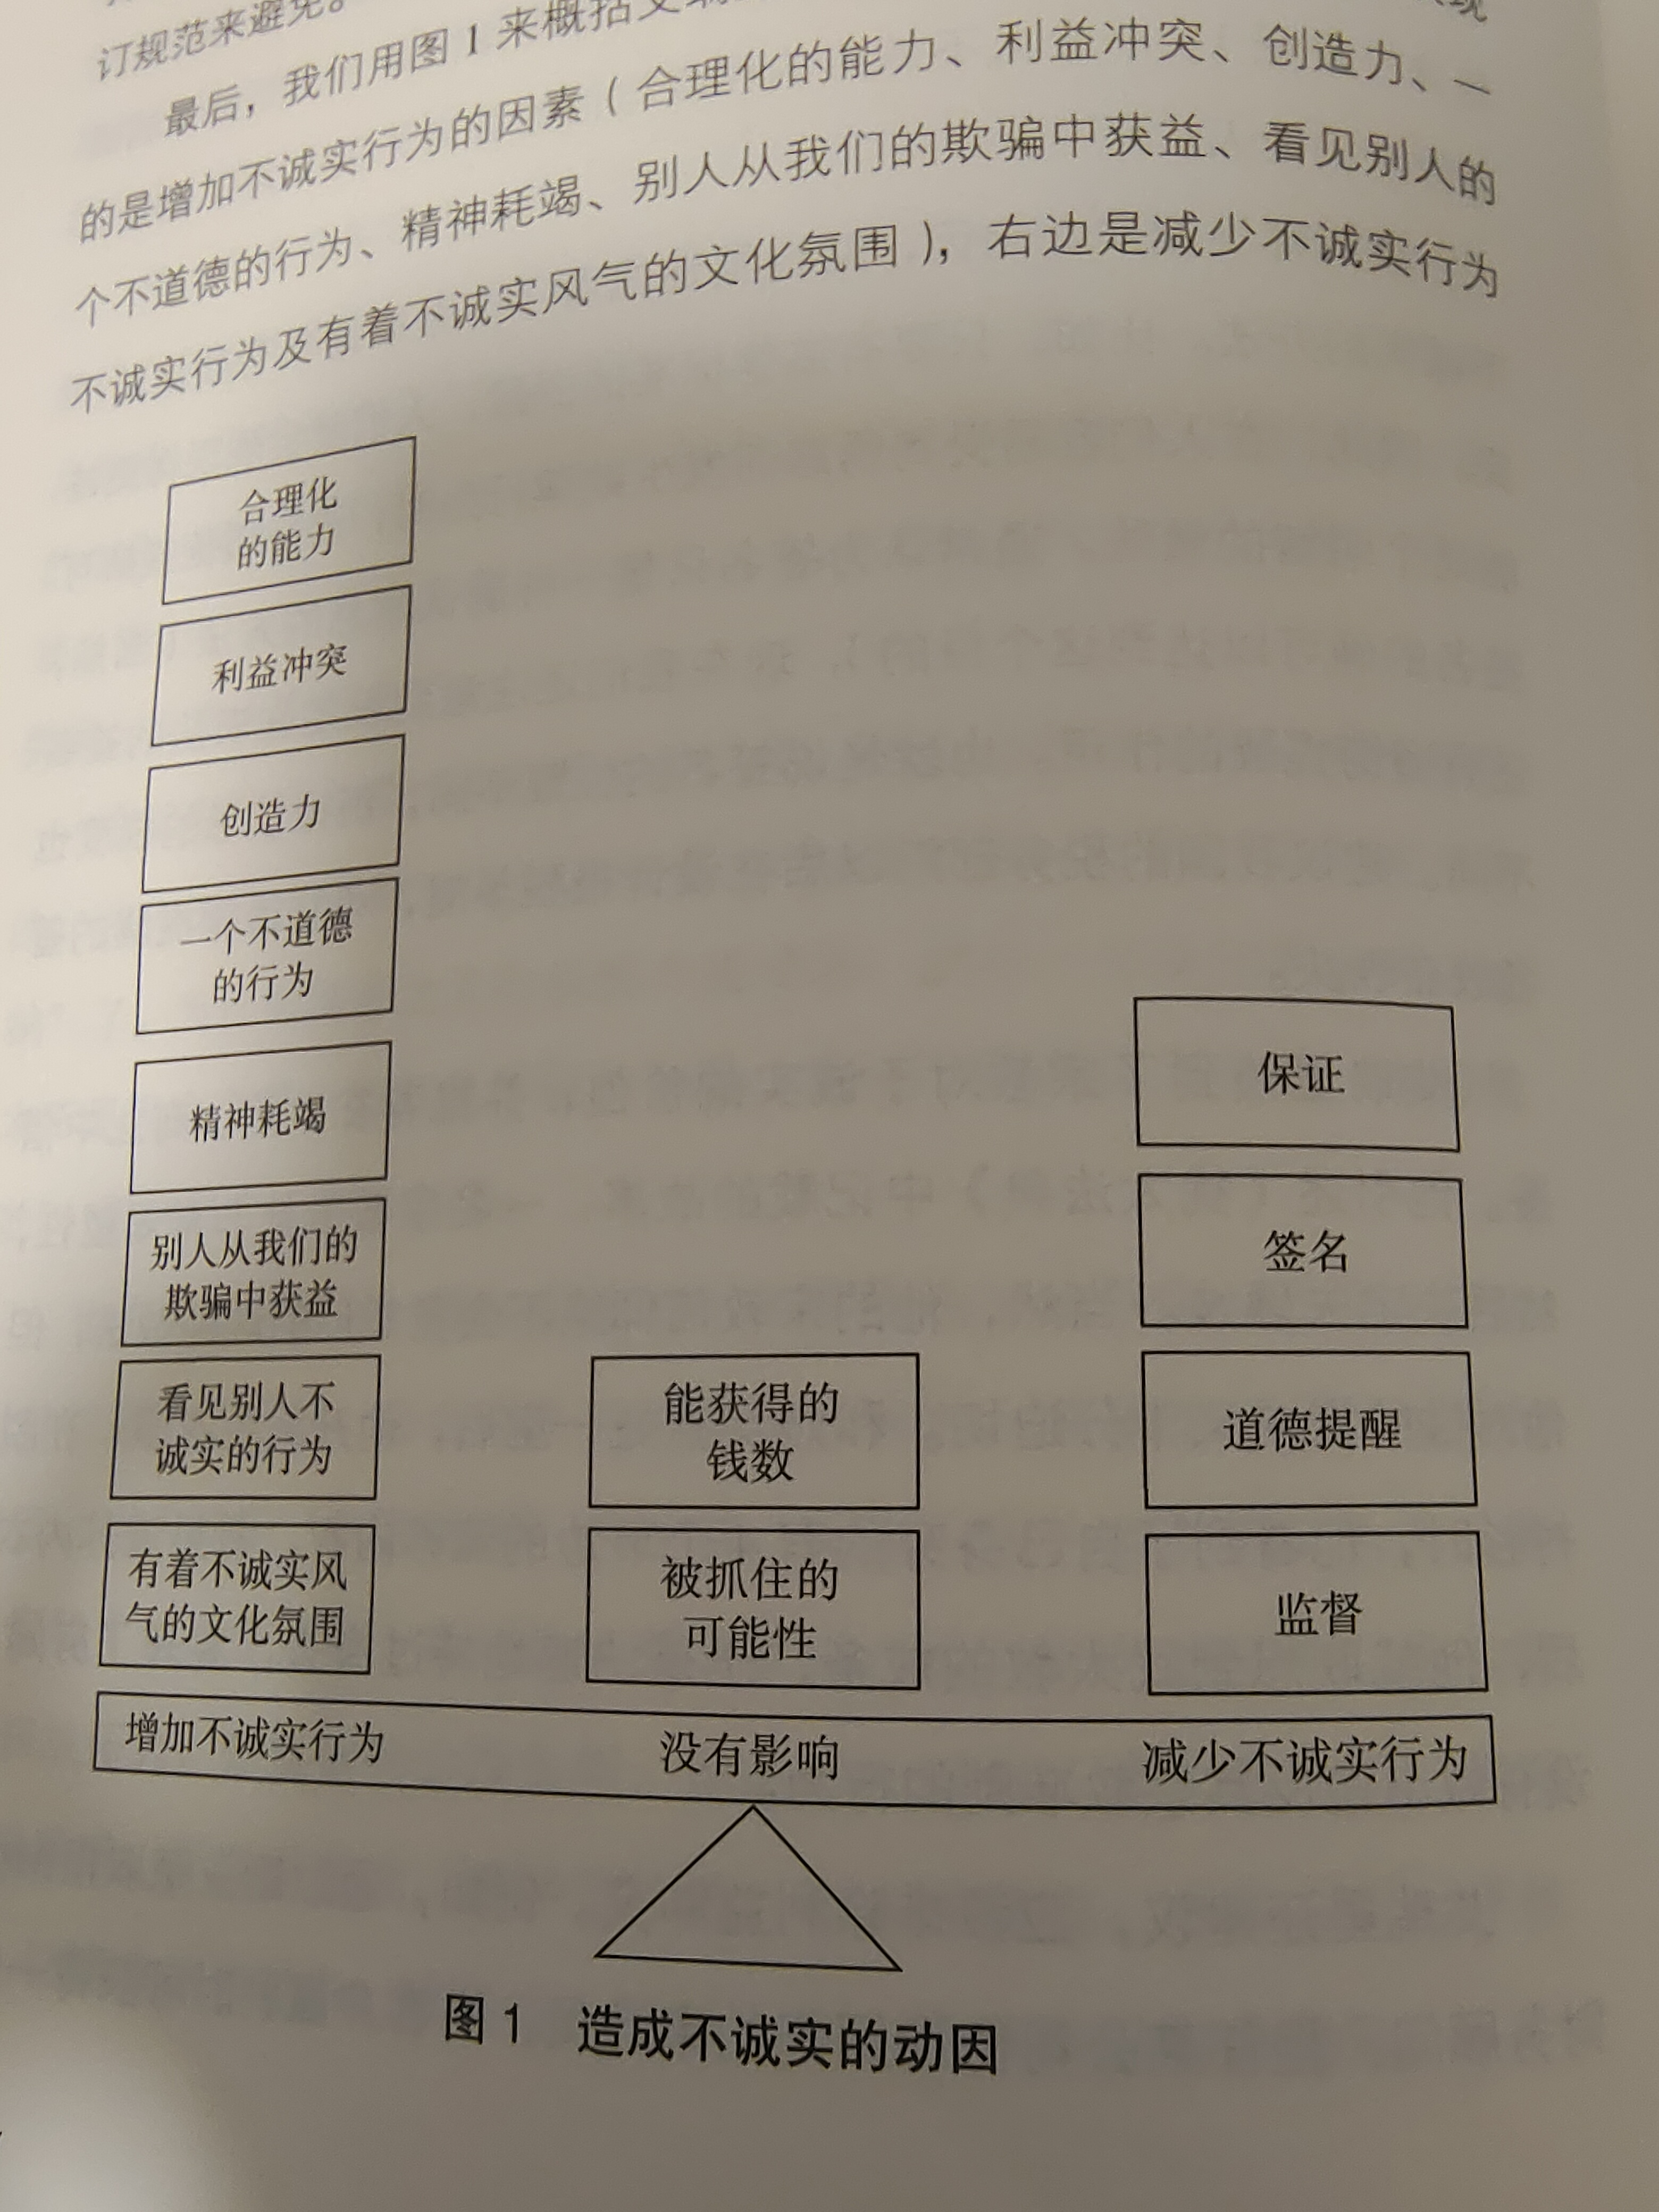 订规范来避免。
最后，我们用图 1 来概括
的是增加不诚实行为的因素（合理化的能力、利益冲突、创造力、一
个不道德的行为、精神耗竭、别人从我们的欺骗中获益、看见别人的
不诚实行为及有着不诚实风气的文化氛围），右边是减少不诚实行为
合理化
的能力
利益冲突
创造力
一个不道德
的行为
精神耗竭
别人从我们的
欺骗中获益
看见别人不
诚实的行为
有着不诚实风
气的文化氛围
能获得的
钱数
被抓住的
可能性
保证
签名
道德提醒
监督
增加不诚实行为 没有影响 减少不诚实行为
图 1 造成不诚实的动因